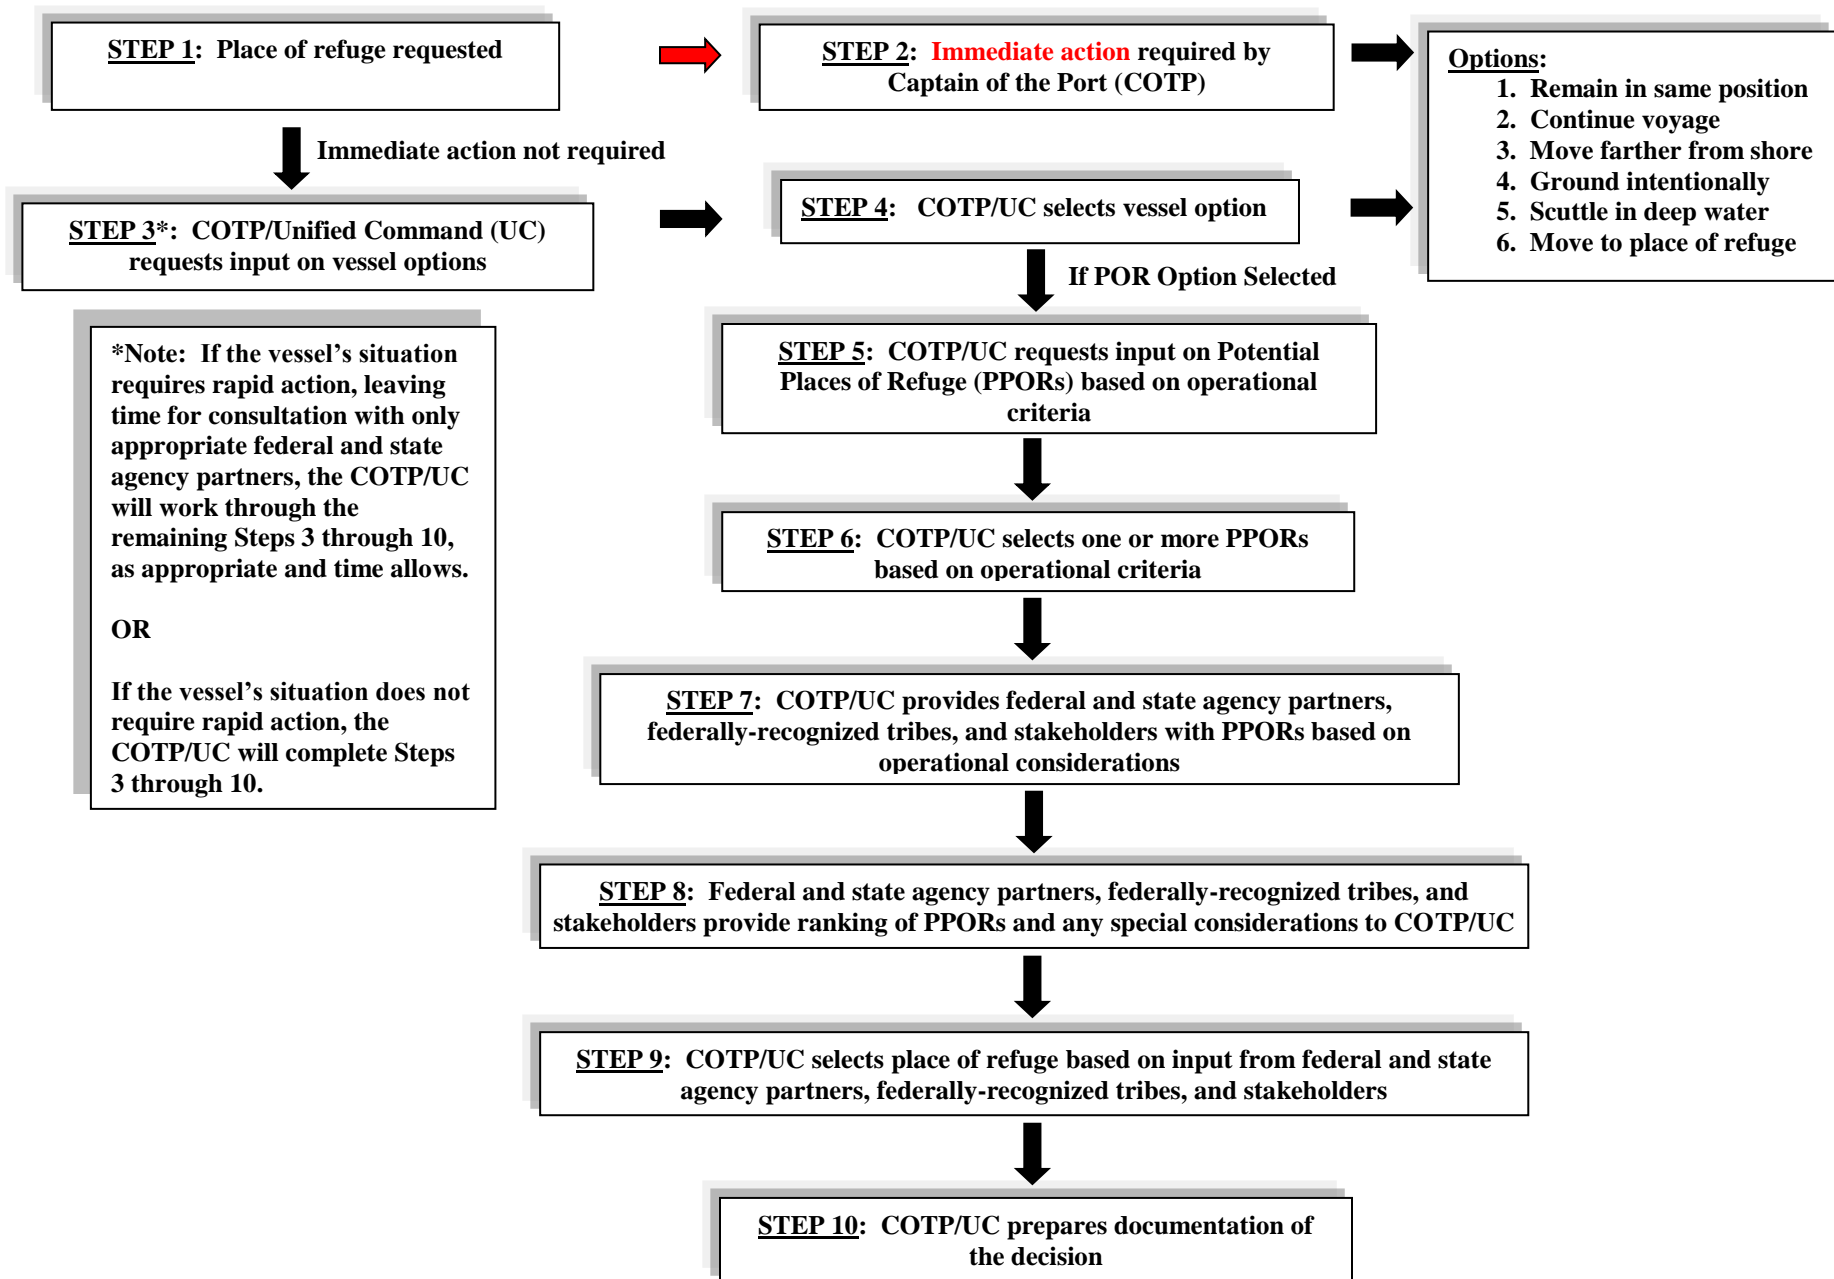 STEP 1: Place of refuge requested
STEP 2: Immediate action required by
Captain of the Port (COTP)
Options:
1. Remain in same position
2. Continue voyage
3. Move farther from shore
4. Ground intentionally
5. Scuttle in deep water
6. Move to place of refuge
Immediate action not required
STEP 3*: COTP/Unified Command (UC)
requests input on vessel options
STEP 4: COTP/UC selects vessel option
If POR Option Selected
*Note: If the vessel's situation
requires rapid action, leaving
time for consultation with only
appropriate federal and state
agency partners, the COTP/UC
will work through the
remaining Steps 3 through 10,
as appropriate and time allows.
OR
If the vessel's situation does not
require rapid action, the
COTP/UC will complete Steps
3 through 10.
STEP 5: COTP/UC requests input on Potential
Places of Refuge (PPORs) based on operational
criteria
STEP 6: COTP/UC selects one or more PPORs
based on operational criteria
STEP 7: COTP/UC provides federal and state agency partners,
federally-recognized tribes, and stakeholders with PPORs based on
operational considerations
STEP 8: Federal and state agency partners, federally-recognized tribes, and
stakeholders provide ranking of PPORs and any special considerations to COTP/UC
STEP 9: COTP/UC selects place of refuge based on input from federal and state
agency partners, federally-recognized tribes, and stakeholders
STEP 10: COTP/UC prepares documentation of
the decision